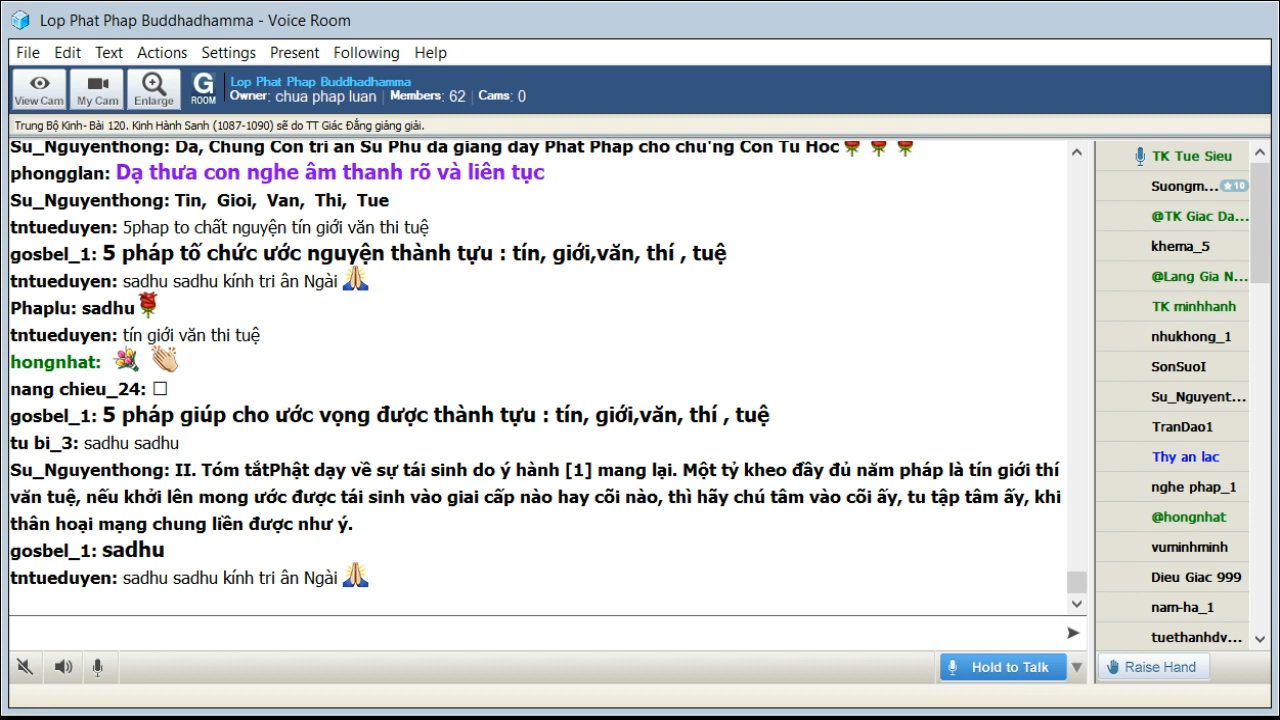 Lop Phat Phap Buddhadhamma - Voice Room
File Edit Text Actions Settings Present Following Help
View Cam My Cam Enlarge G ROOM
Lop Phat Phap Buddhadhamma
Owner: chua phap luan | Members: 62 | Cams: 0
Trung Bộ Kinh- Bài 120. Kinh Hành Sanh (1087-1090) sẽ do TT Giác Đẳng giảng giải.
Su_Nguyenthong: Da, Chung Con tri an Su Phu da giang day Phat Phap cho chu'ng Con Tu Hoc
phongglan: Dạ thưa con nghe âm thanh rõ và liên tục
Su_Nguyenthong: Tin, Gioi, Van, Thi, Tue
tntueduyen: 5phap to chất nguyện tín giới văn thi tuệ
gosbel_1: 5 pháp tố chức ước nguyện thành tựu : tín, giới,văn, thí , tuệ
tntueduyen: sadhu sadhu kính tri ân Ngài
Phaplu: sadhu
tntueduyen: tín giới văn thi tuệ
hongnhat:
nang chieu_24: □
gosbel_1: 5 pháp giúp cho ước vọng được thành tựu : tín, giới,văn, thí , tuệ
tu bi_3: sadhu sadhu
Su_Nguyenthong: II. Tóm tắtPhật dạy về sự tái sinh do ý hành [1] mang lại. Một tỷ kheo đầy đủ năm pháp là tín giới thí
văn tuệ, nếu khởi lên mong ước được tái sinh vào giai cấp nào hay cõi nào, thì hãy chú tâm vào cõi ấy, tu tập tâm ấy, khi
thân hoại mạng chung liền được như ý.
gosbel_1: sadhu
tntueduyen: sadhu sadhu kính tri ân Ngài
TK Tue Sieu
Suongm... ★10
@TK Giac Da...
khema_5
@Lang Gia N...
TK minhhanh
nhukhong_1
SonSuoI
Su_Nguyent...
TranDao1
Thy an lac
nghe phap_1
@hongnhat
vuminhminh
Dieu Giac 999
nam-ha_1
tuethanhdv...
Hold to Talk
Raise Hand